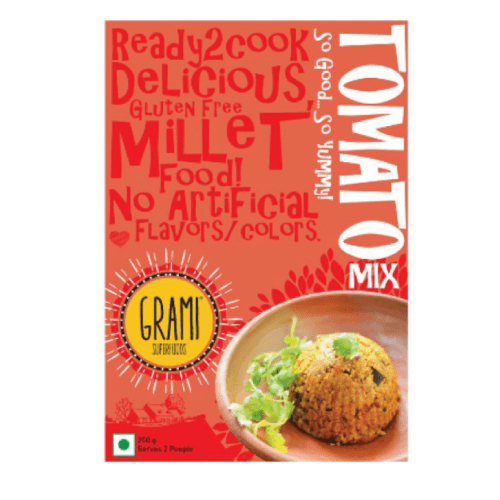 Ready2cook
Delicious,
Gluten Free
Millet
Food!
No Artificial
Flavors/colors.
TOMATO
MIX
So Good... So Yummy!
GRAMI
SUPERFOODS
200 g
Serves 2 People